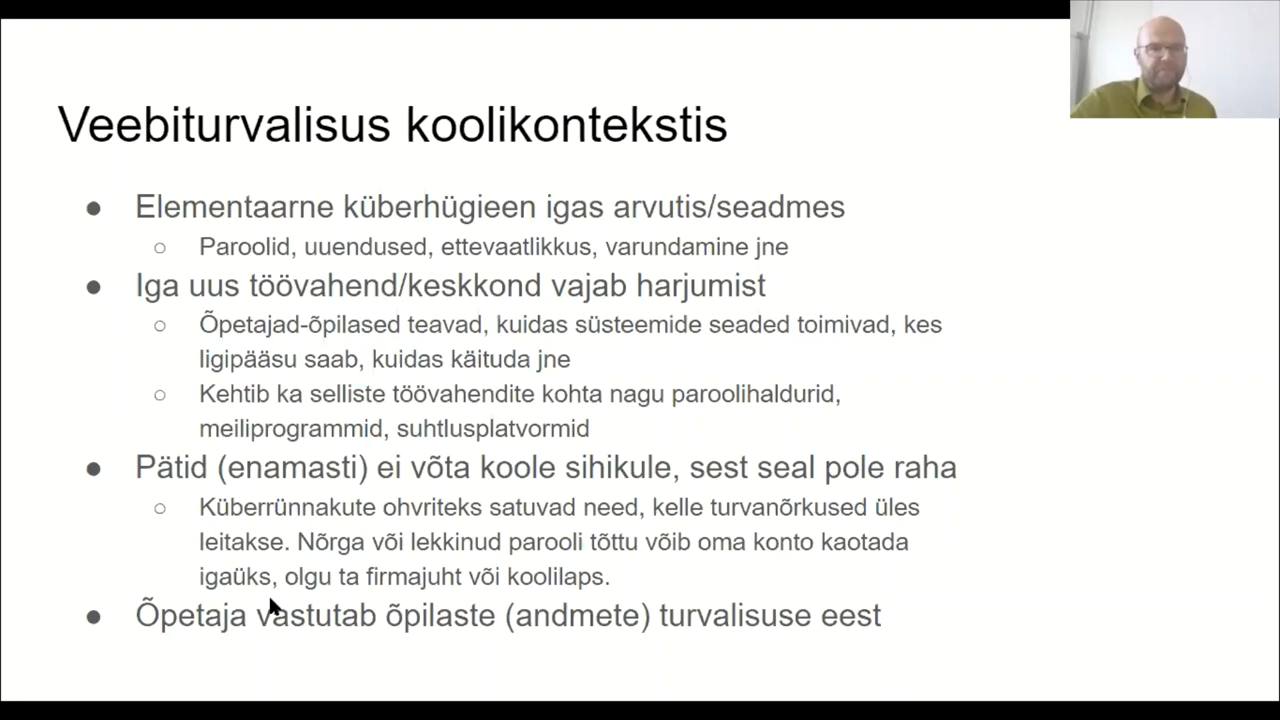 Veebiturvalisus koolikontekstis
● Elementaarne küberhügieen igas arvutis/seadmes
○ Paroolid, uuendused, ettevaatlikkus, varundamine jne
● Iga uus töövahend/keskkond vajab harjumist
○ Õpetajad-õpilased teavad, kuidas süsteemide seaded toimivad, kes
ligipääsu saab, kuidas käituda jne
○ Kehtib ka selliste töövahendite kohta nagu paroolihaldurid,
meiliprogrammid, suhtlusplatvormid
● Pätid (enamasti) ei võta koole sihikule, sest seal pole raha
○ Küberrünnakute ohvriteks satuvad need, kelle turvanõrkused üles
leitakse. Nõrga või lekkinud parooli tõttu võib oma konto kaotada
igaüks, olgu ta firmajuht või koolilaps.
● Õpetaja vastutab õpilaste (andmete) turvalisuse eest